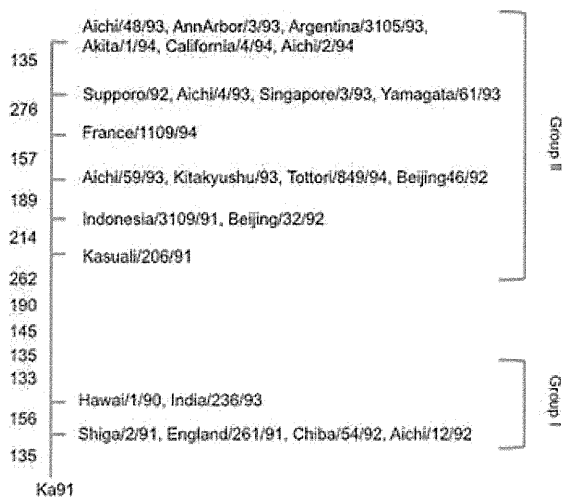 Aichi/48/93, AnnArbor/3/93, Argentina/3105/93,
Akita/1/94, California/4/94, Aichi/2/94
135
Supporo/92, Aichi/4/93, Singapore/3/93, Yamagata/61/93
276
France/1109/94
157
Aichi/59/93, Kitakyushu/93, Tottori/849/94, Beijing46/92
189
Indonesia/3109/91, Beijing/32/92
214
Kasuali/206/91
262
190
145
135
133
Hawai/1/90, India/236/93
156
Shiga/2/91, England/261/91, Chiba/54/92, Aichi/12/92
135
Ka91
Group II
Group I